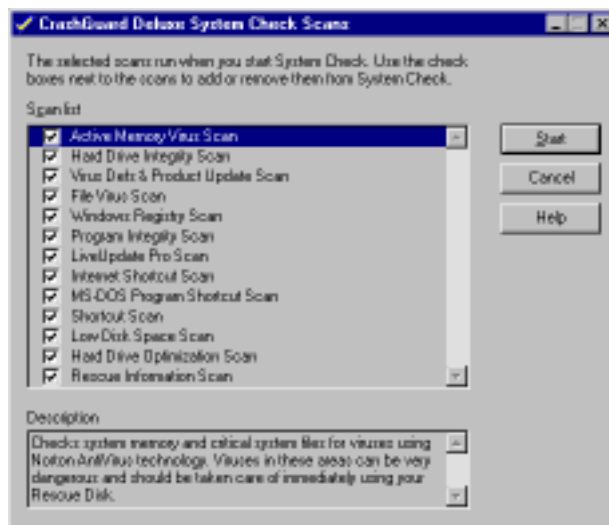 CrashGuard Deluxe System Check Scans
The selected scans run when you start System Check. Use the check
boxes next to the scans to add or remove them from System Check.
Scan list
Active Memory Virus Scan
Start
Hard Drive Integrity Scan
Virus Defs & Product Update Scan
Cancel
File Virus Scan
Windows Registry Scan
Help
Program Integrity Scan
LiveUpdate Pro Scan
Internet Shortcut Scan
MS-DOS Program Shortcut Scan
Shortcut Scan
Low Disk Space Scan
Hard Drive Optimization Scan
Rescue Information Scan
Description
Checks system memory and critical system files for viruses using
Norton AntiVirus technology. Viruses in these areas can be very
dangerous and should be taken care of immediately using your
Rescue Disk.